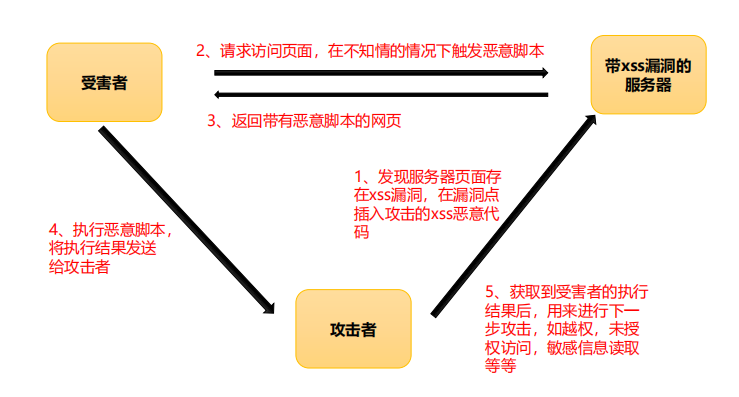 2、请求访问页面，在不知情的情况下触发恶意脚本
受害者
带xss漏洞的
服务器
3、返回带有恶意脚本的网页
1、发现服务器页面存
在xss漏洞，在漏洞点
插入攻击的xss恶意代
码
4、执行恶意脚本，
将执行结果发送
给攻击者
攻击者
5、获取到受害者的执行
结果后，用来进行下一
步攻击，如越权，未授
权访问，敏感信息读取
等等